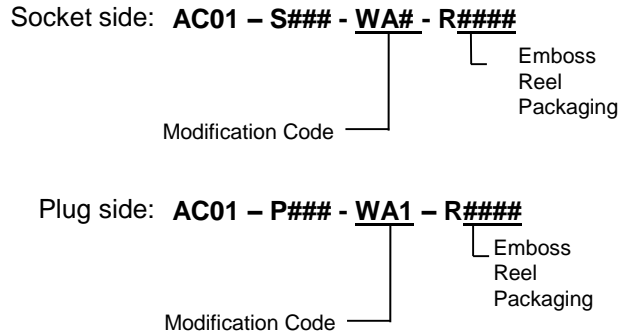 Socket side: AC01 – S### - WA# - R####
Emboss
Reel
Packaging
Modification Code
Plug side: AC01 – P### - WA1 – R####
Emboss
Reel
Packaging
Modification Code